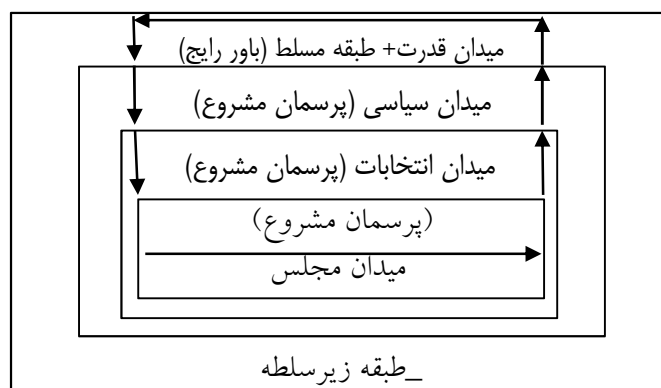 میدان قدرت+ طبقه مسلط (باور رایج)
میدان سیاسی (پرسمان مشروع)
میدان انتخابات (پرسمان مشروع)
(پرسمان مشروع)
میدان مجلس
_طبقه زیرسلطه